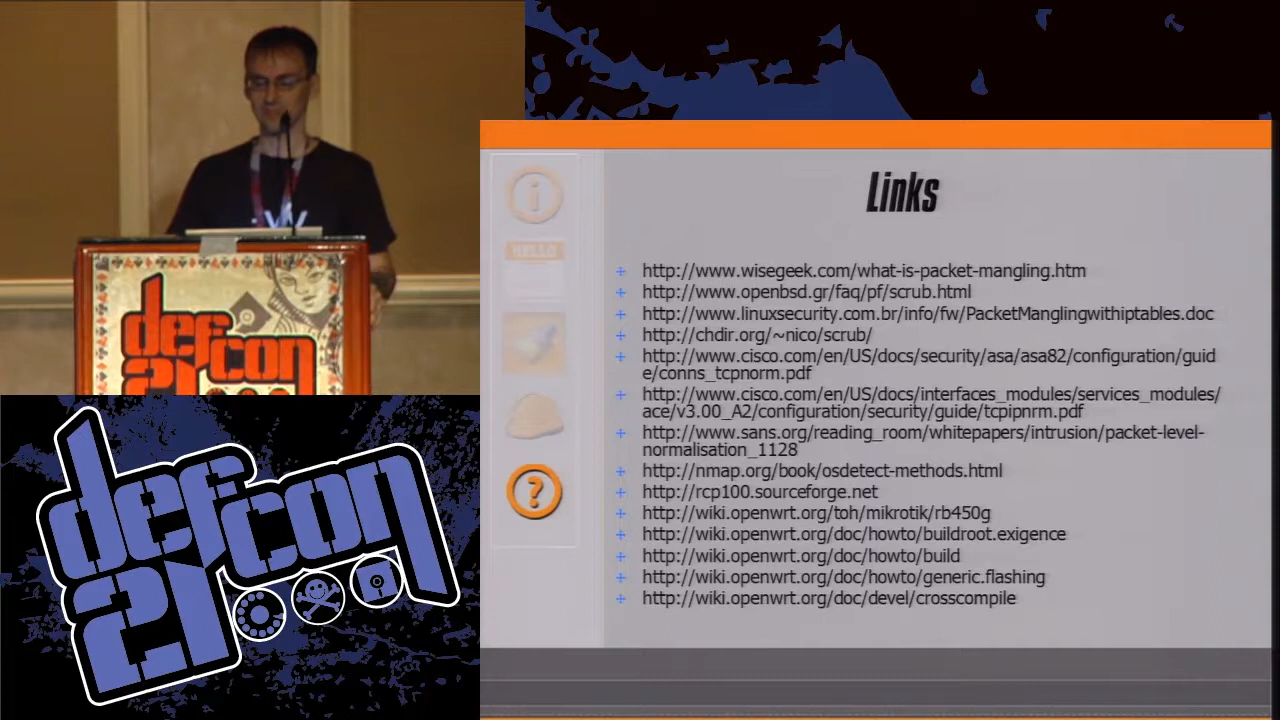 defcon
21
defcon
21
Links
HELLO
http://www.wisegeek.com/what-is-packet-mangling.htm
http://www.openbsd.gr/faq/pf/scrub.html
http://www.linuxsecurity.com.br/info/fw/PacketManglingwithiptables.doc
http://chdir.org/~nico/scrub/
http://www.cisco.com/en/US/docs/security/asa/asa82/configuration/guid
e/conns_tcpnorm.pdf
http://www.cisco.com/en/US/docs/interfaces_modules/services_modules/
ace/v3.00_A2/configuration/security/guide/tcpipnrm.pdf
http://www.sans.org/reading_room/whitepapers/intrusion/packet-level-
normalisation_1128
http://nmap.org/book/osdetect-methods.html
http://rcp100.sourceforge.net
http://wiki.openwrt.org/toh/mikrotik/rb450g
http://wiki.openwrt.org/doc/howto/buildroot.exigence
http://wiki.openwrt.org/doc/howto/build
http://wiki.openwrt.org/doc/howto/generic.flashing
http://wiki.openwrt.org/doc/devel/crosscompile